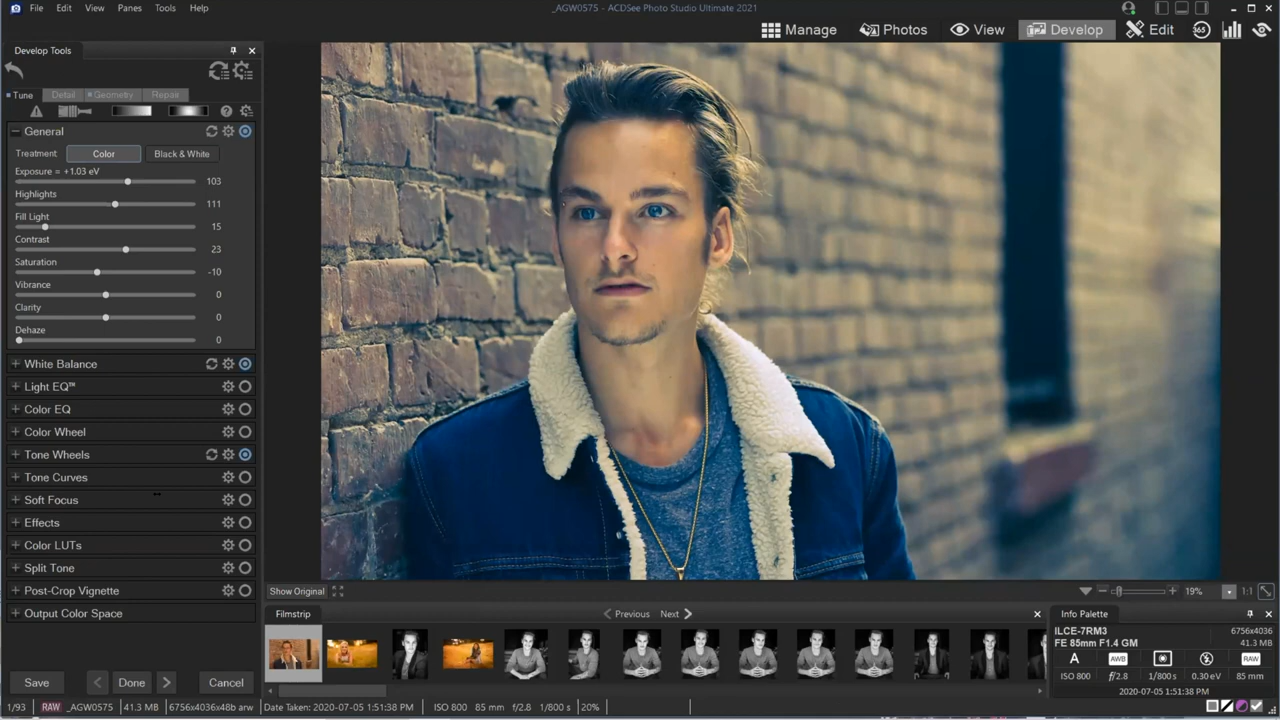 File Edit View Panes Tools Help
_AGW0575 - ACDSee Photo Studio Ultimate 2021
Manage Photos View Develop Edit 365
Develop Tools
Tune Detail Geometry Repair
General
Treatment Color Black & White
Exposure = +1.03 eV
103
Highlights
111
Fill Light
15
Contrast
23
Saturation
-10
Vibrance
0
Clarity
0
Dehaze
0
White Balance
Light EQ™
Color EQ
Color Wheel
Tone Wheels
Tone Curves
Soft Focus
Effects
Color LUTs
Split Tone
Post-Crop Vignette
Output Color Space
Save Done Cancel
Show Original
19% 1:1
Filmstrip
Previous Next
Info Palette
ILCE-7RM3 6756x4036
FE 85mm F1.4 GM 41.3 MB
A AWB RAW
ISO 800 f/2.8 1/800 s 0.30 eV 85 mm
2020-07-05 1:51:38 PM
1/93 RAW _AGW0575 41.3 MB 6756x4036x48b arw Date Taken: 2020-07-05 1:51:38 PM ISO 800 85 mm f/2.8 1/800 s 20%